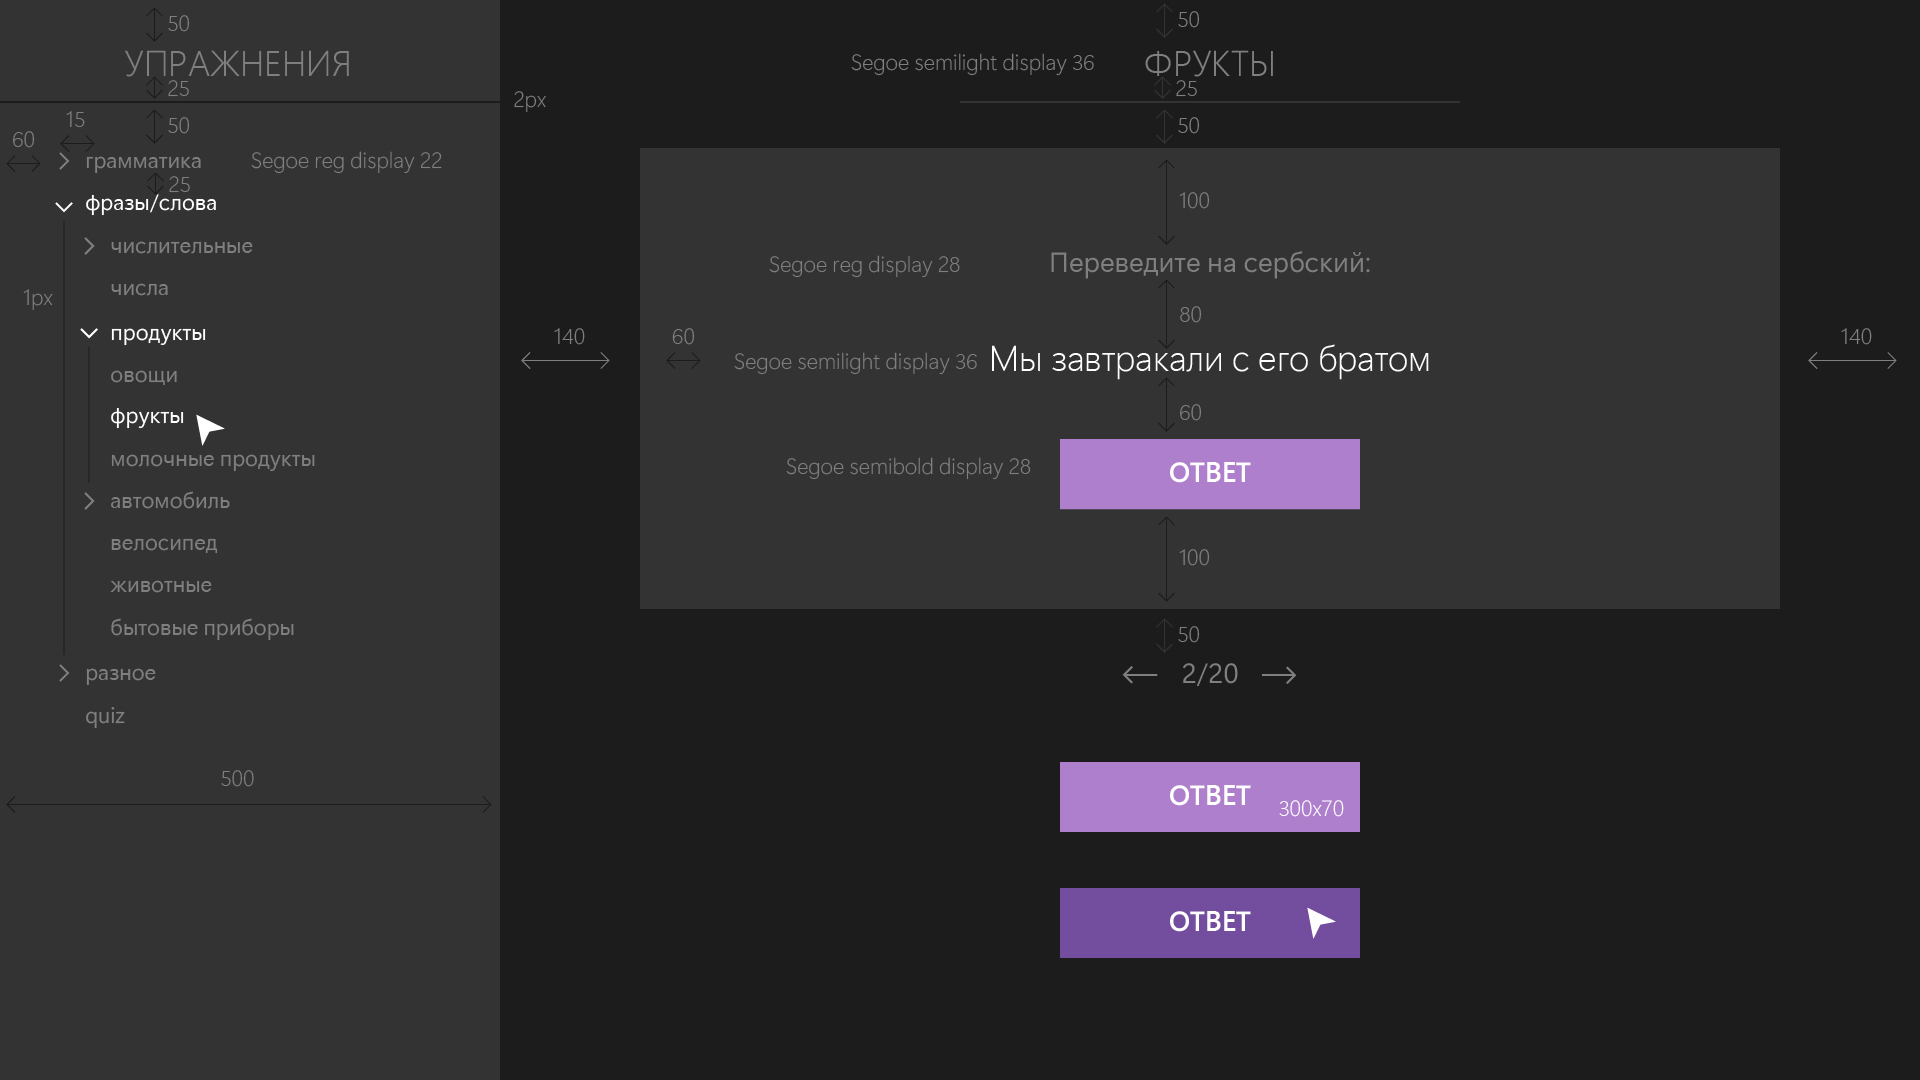 50
УПРАЖНЕНИЯ
25
50
15
60
грамматика
Segoe reg display 22
25
фразы/слова
числительные
числа
1px
продукты
овощи
фрукты
молочные продукты
автомобиль
велосипед
животные
бытовые приборы
разное
quiz
500
50
Segoe semilight display 36
ФРУКТЫ
25
2px
50
100
Segoe reg display 28
Переведите на сербский:
80
140
60
140
Segoe semilight display 36
Мы завтракали с его братом
60
Segoe semibold display 28
ОТВЕТ
100
50
2/20
ОТВЕТ
300x70
ОТВЕТ